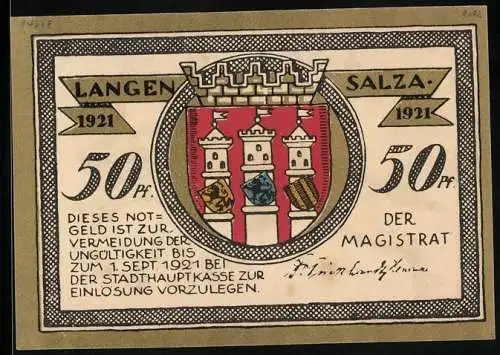 LANGEN SALZA.
1921 1921
50 Pf. 50 Pf.
DIESES NOT=
GELD IST ZUR
VERMEIDUNG DER
UNGÜLTIGKEIT BIS
ZUM 1. SEPT. 1921 BEI
DER STADTHAUPTKASSE ZUR
EINLÖSUNG VORZULEGEN.
DER
MAGISTRAT